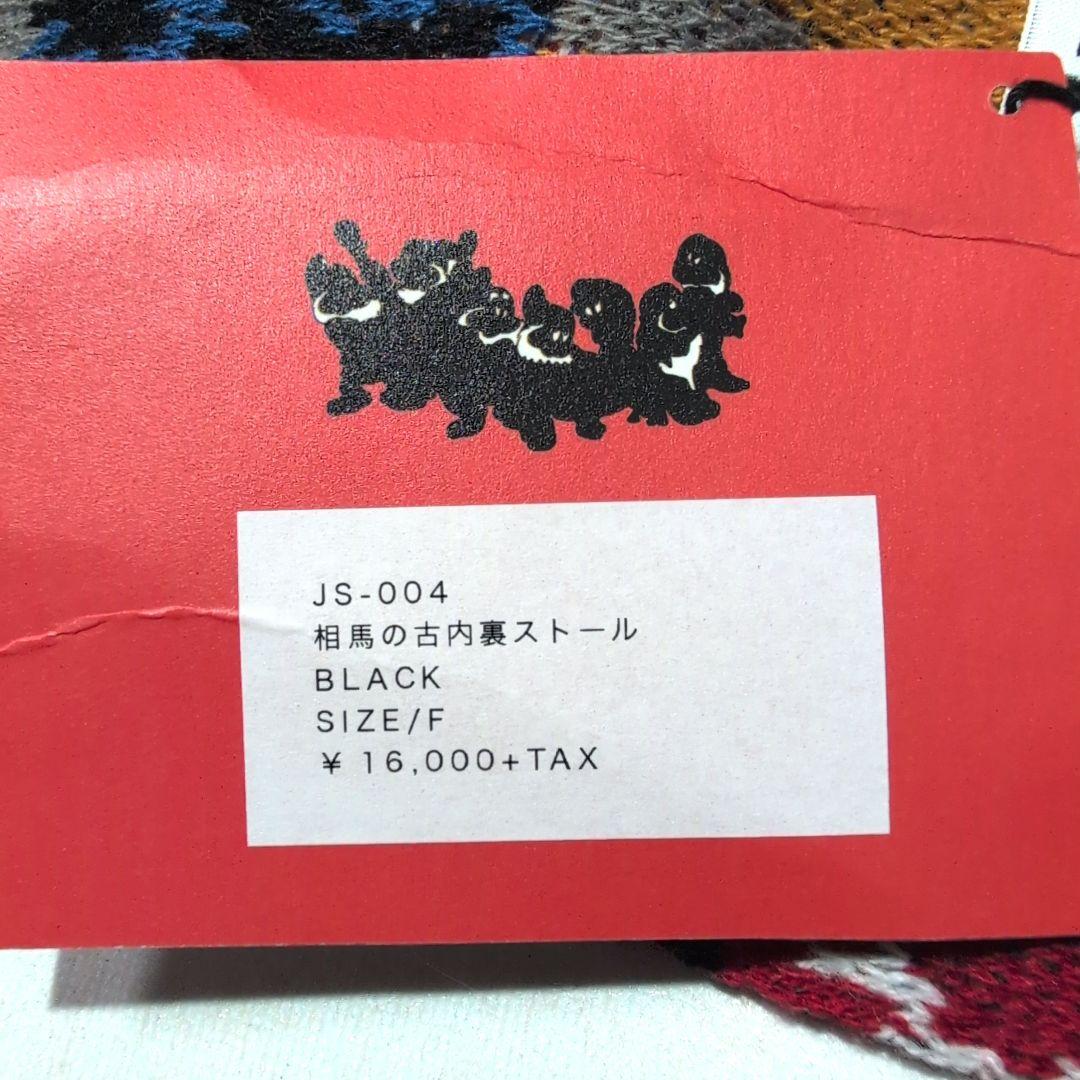 JS-004
相馬の古内裏ストール
BLACK
SIZE/F
¥ 16,000+TAX